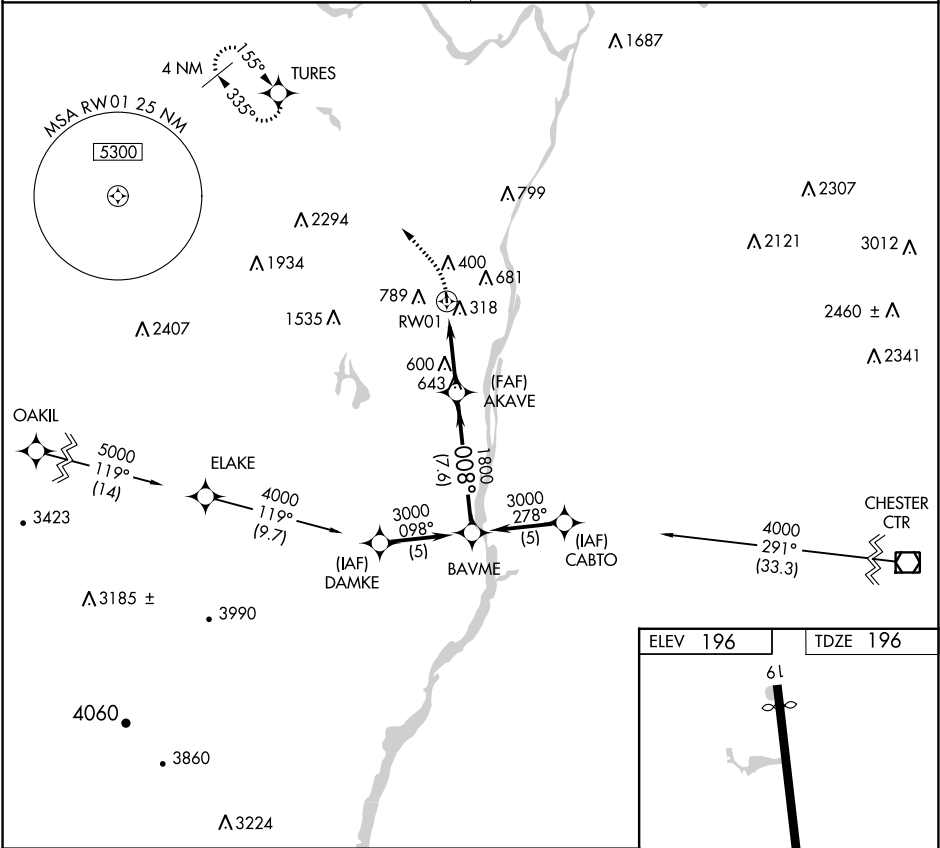 1687
155°
4 NM
TURES
335°
MSA RW01 25 NM
5300
799
2307
2294
2121
3012
1934
400
681
789
318
RW01
1535
2460 ±
2407
2341
600
643
(FAF)
AKAVE
OAKIL
5000
119°
(14)
ELAKE
008°
1800
(7.6)
3423
4000
119°
(9.7)
3000
098°
(5)
3000
278°
(5)
CHESTER
CTR
4000
291°
(33.3)
(IAF)
DAMKE
BAVME
(IAF)
CABTO
3185 ±
3990
ELEV 196
TDZE 196
19
4060
3860
3224